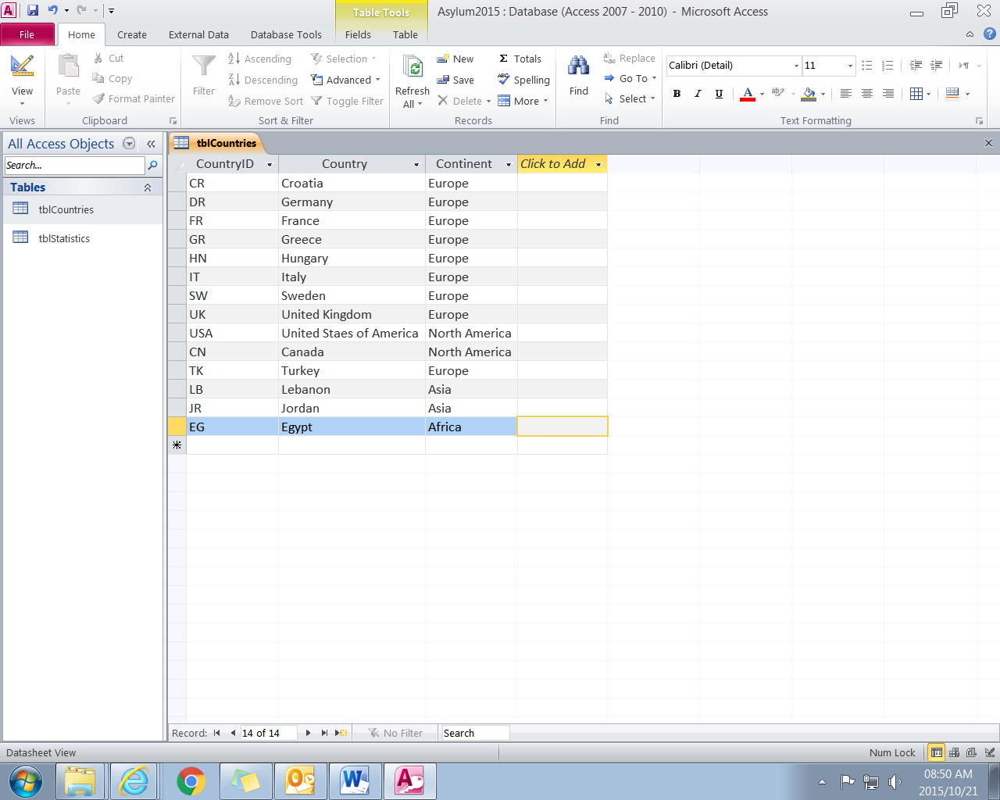 Table Tools
Asylum2015 : Database (Access 2007 - 2010) - Microsoft Access
File Home Create External Data Database Tools Fields Table
View
Views
Paste
Cut
Copy
Format Painter
Clipboard
Filter
Ascending
Descending
Remove Sort
Selection
Advanced
Toggle Filter
Sort & Filter
Refresh
All
New
Save
Delete
Totals
Spelling
More
Records
Find
Replace
Go To
Select
Find
Calibri (Detail) 11
B I U A
Text Formatting
All Access Objects
Search...
Tables
tblCountries
tblStatistics
tblCountries
CountryID Country Continent Click to Add
CR Croatia Europe
DR Germany Europe
FR France Europe
GR Greece Europe
HN Hungary Europe
IT Italy Europe
SW Sweden Europe
UK United Kingdom Europe
USA United Staes of America North America
CN Canada North America
TK Turkey Europe
LB Lebanon Asia
JR Jordan Asia
EG Egypt Africa
Record: 14 of 14 No Filter Search
Datasheet View Num Lock
08:50 AM
2015/10/21